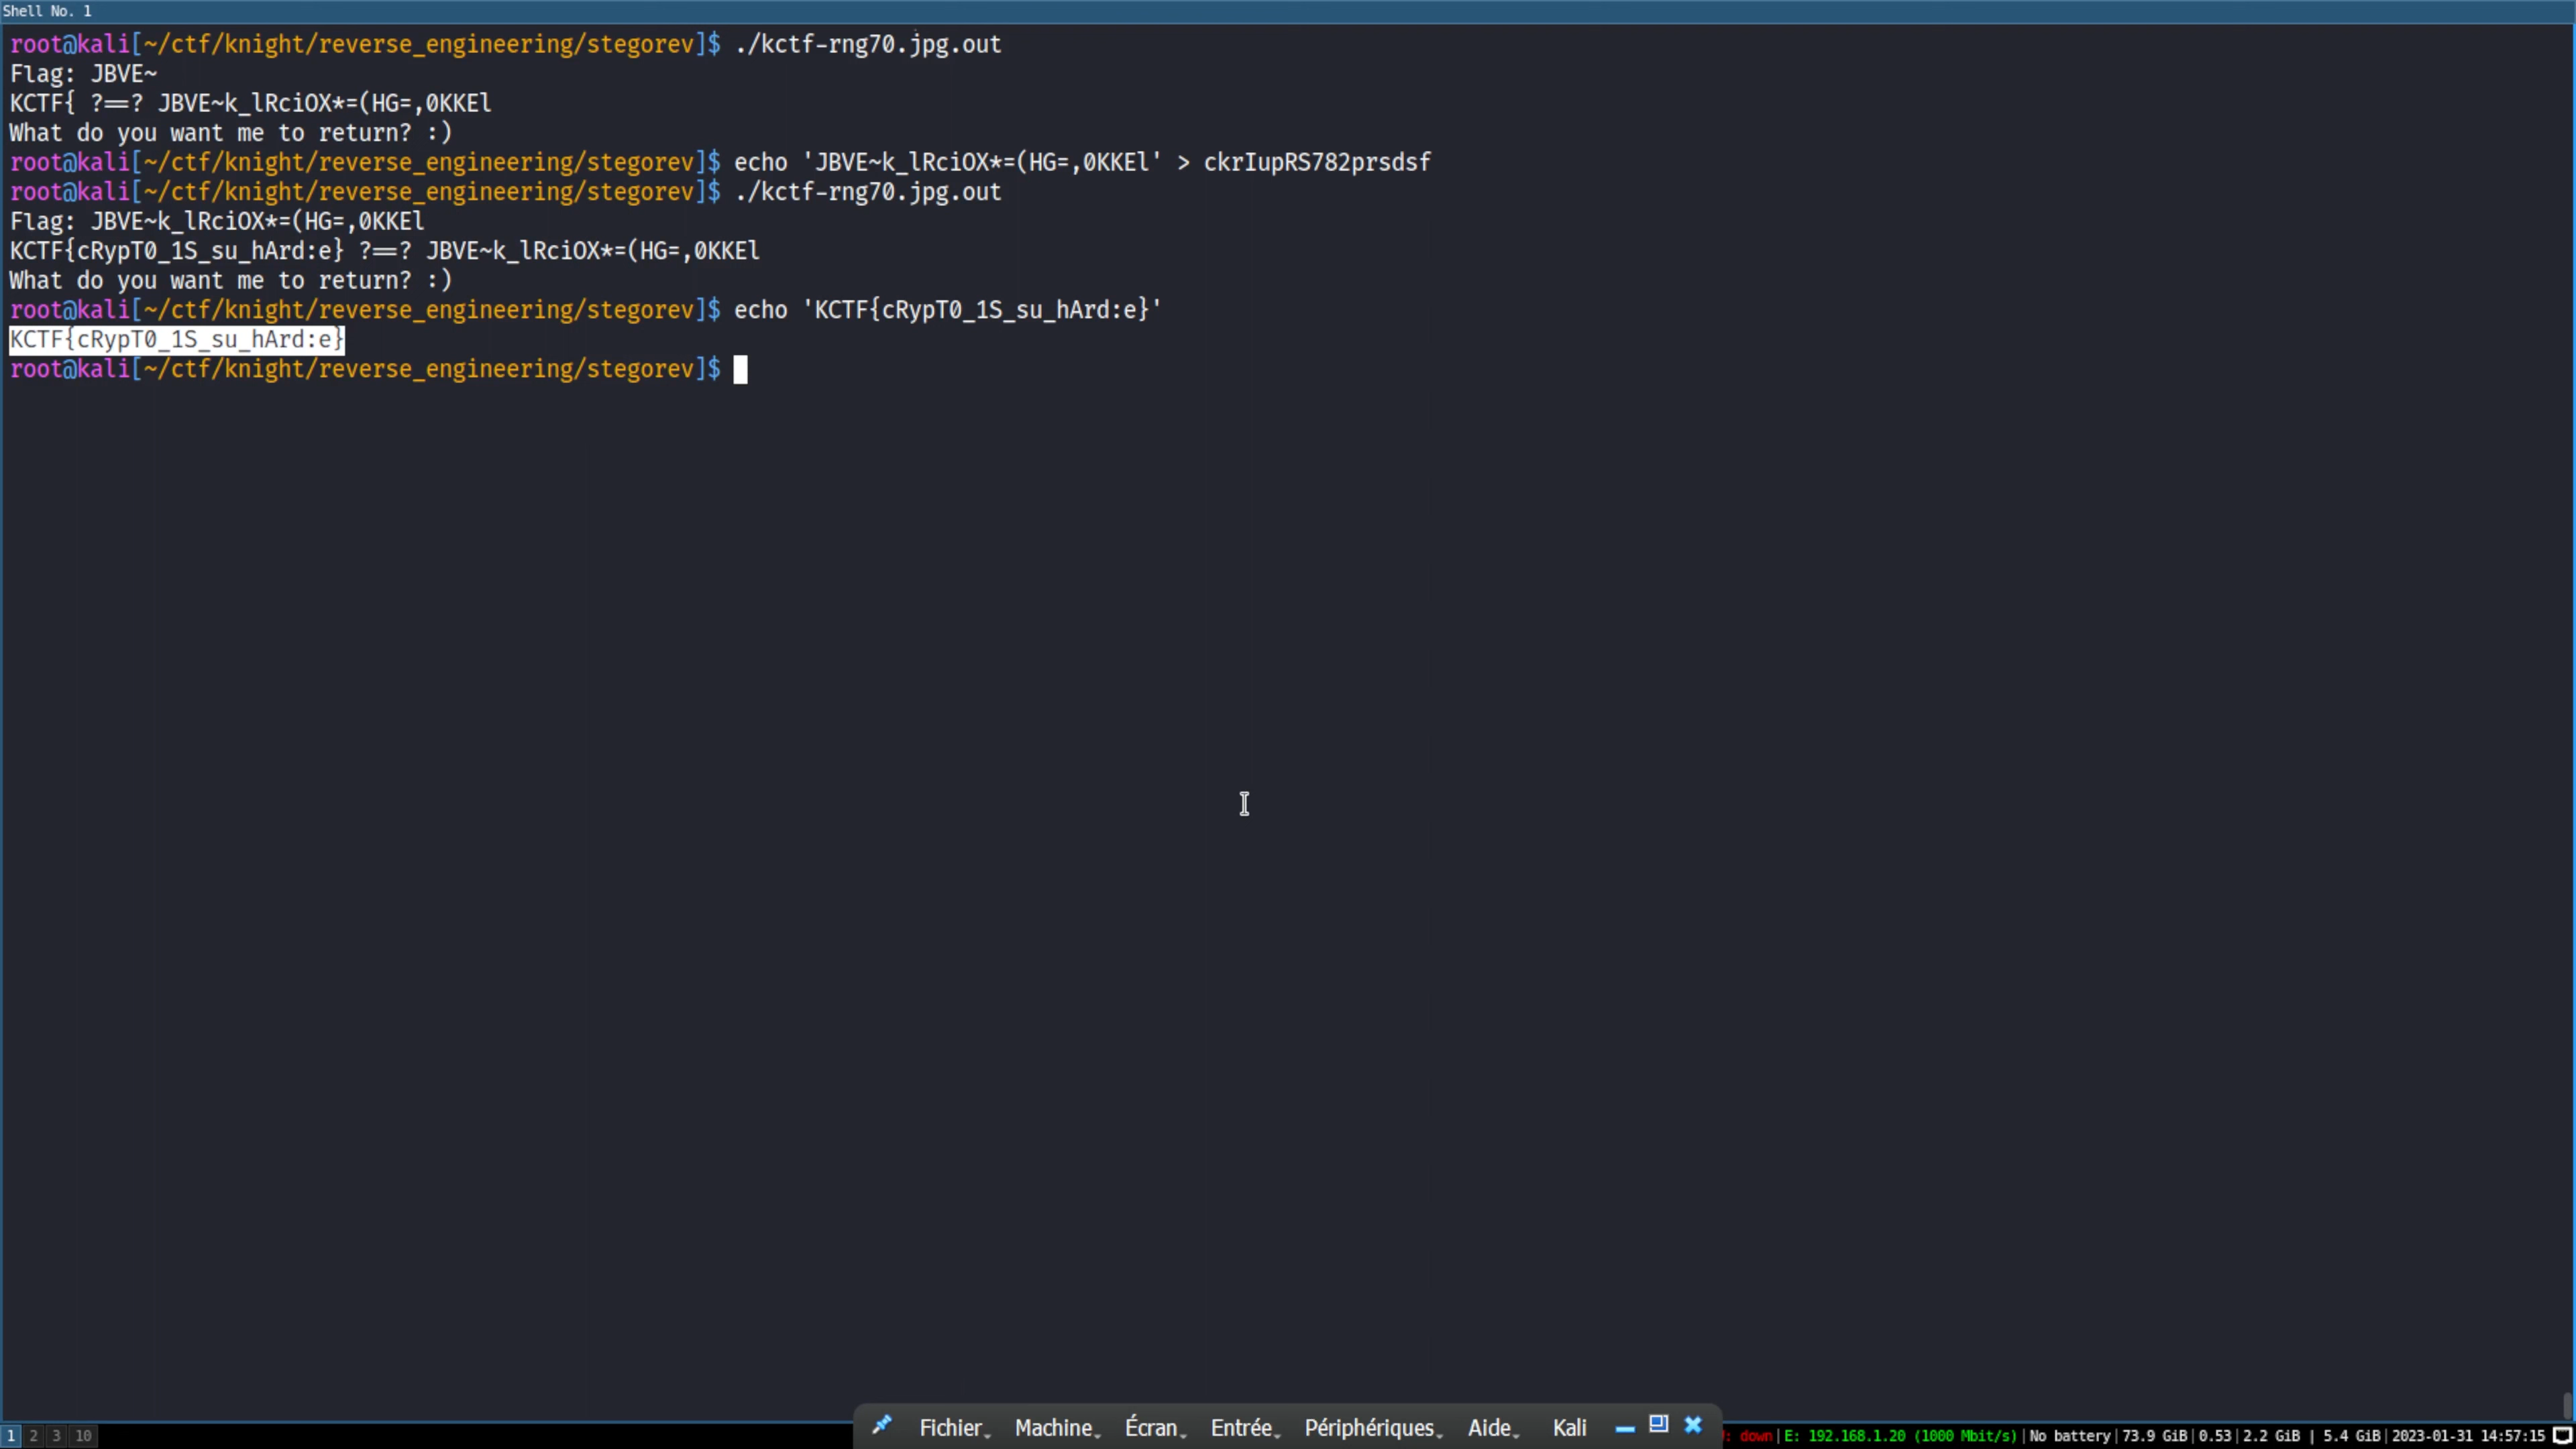 Shell No. 1
root@kali[~/ctf/knight/reverse_engineering/stegorev]$ ./kctf-rng70.jpg.out
Flag: JBVE~
KCTF{ ?==? JBVE~k_lRciOX*=(HG=,0KKEl
What do you want me to return? :)
root@kali[~/ctf/knight/reverse_engineering/stegorev]$ echo 'JBVE~k_lRciOX*=(HG=,0KKEl' > ckrIupRS782prsdsf
root@kali[~/ctf/knight/reverse_engineering/stegorev]$ ./kctf-rng70.jpg.out
Flag: JBVE~k_lRciOX*=(HG=,0KKEl
KCTF{cRypT0_1S_su_hArd:e} ?==? JBVE~k_lRciOX*=(HG=,0KKEl
What do you want me to return? :)
root@kali[~/ctf/knight/reverse_engineering/stegorev]$ echo 'KCTF{cRypT0_1S_su_hArd:e}'
KCTF{cRypT0_1S_su_hArd:e}
root@kali[~/ctf/knight/reverse_engineering/stegorev]$
1 2 3 10 Fichier Machine Écran Entrée Périphériques Aide Kali : down|E: 192.168.1.20 (1000 Mbit/s)|No battery|73.9 GiB|0.53|2.2 GiB | 5.4 GiB|2023-01-31 14:57:15